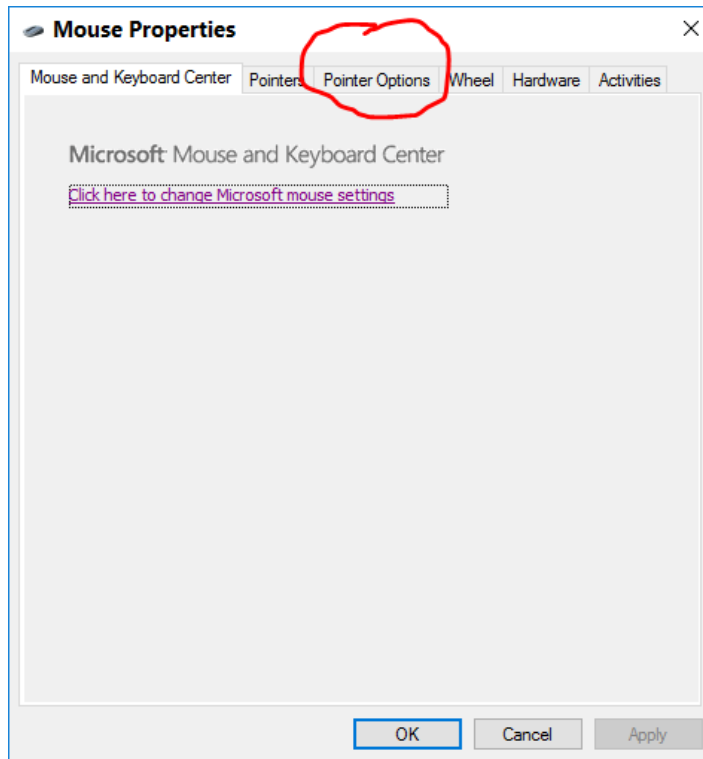 Mouse Properties
Mouse and Keyboard Center Pointers Pointer Options Wheel Hardware Activities
Microsoft Mouse and Keyboard Center
Click here to change Microsoft mouse settings
OK Cancel Apply